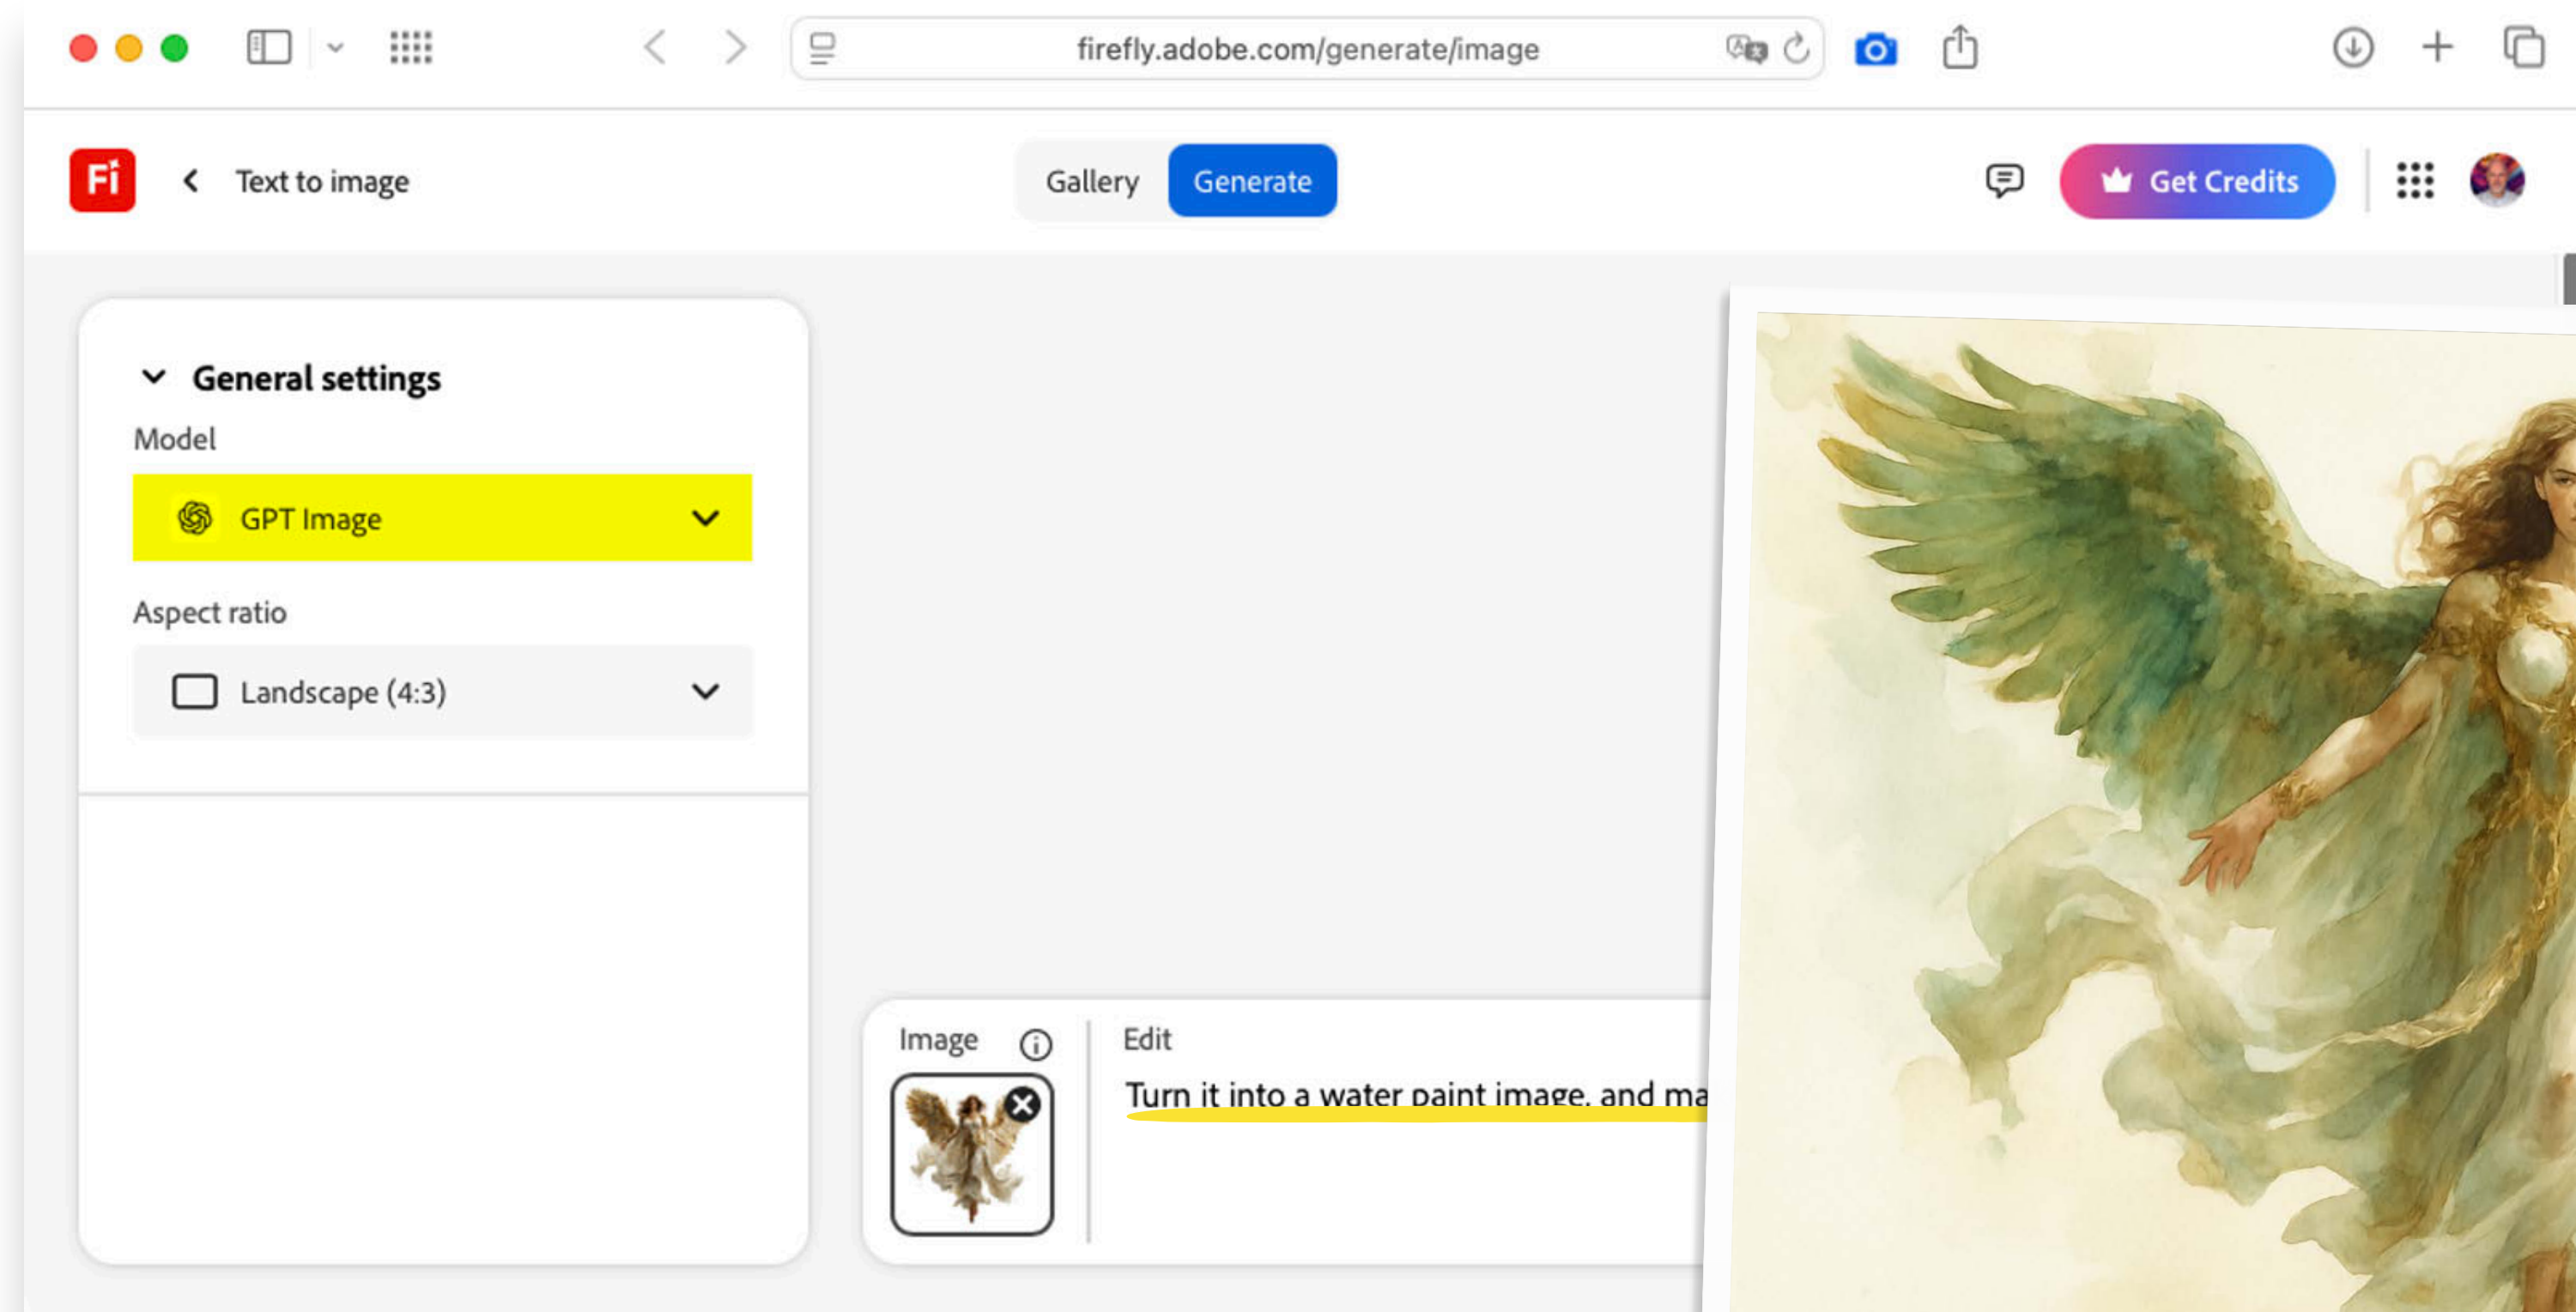 firefly.adobe.com/generate/image
Fi
Text to image
Gallery
Generate
Get Credits
General settings
Model
GPT Image
Aspect ratio
Landscape (4:3)
Image
Edit
Turn it into a water paint image, and ma